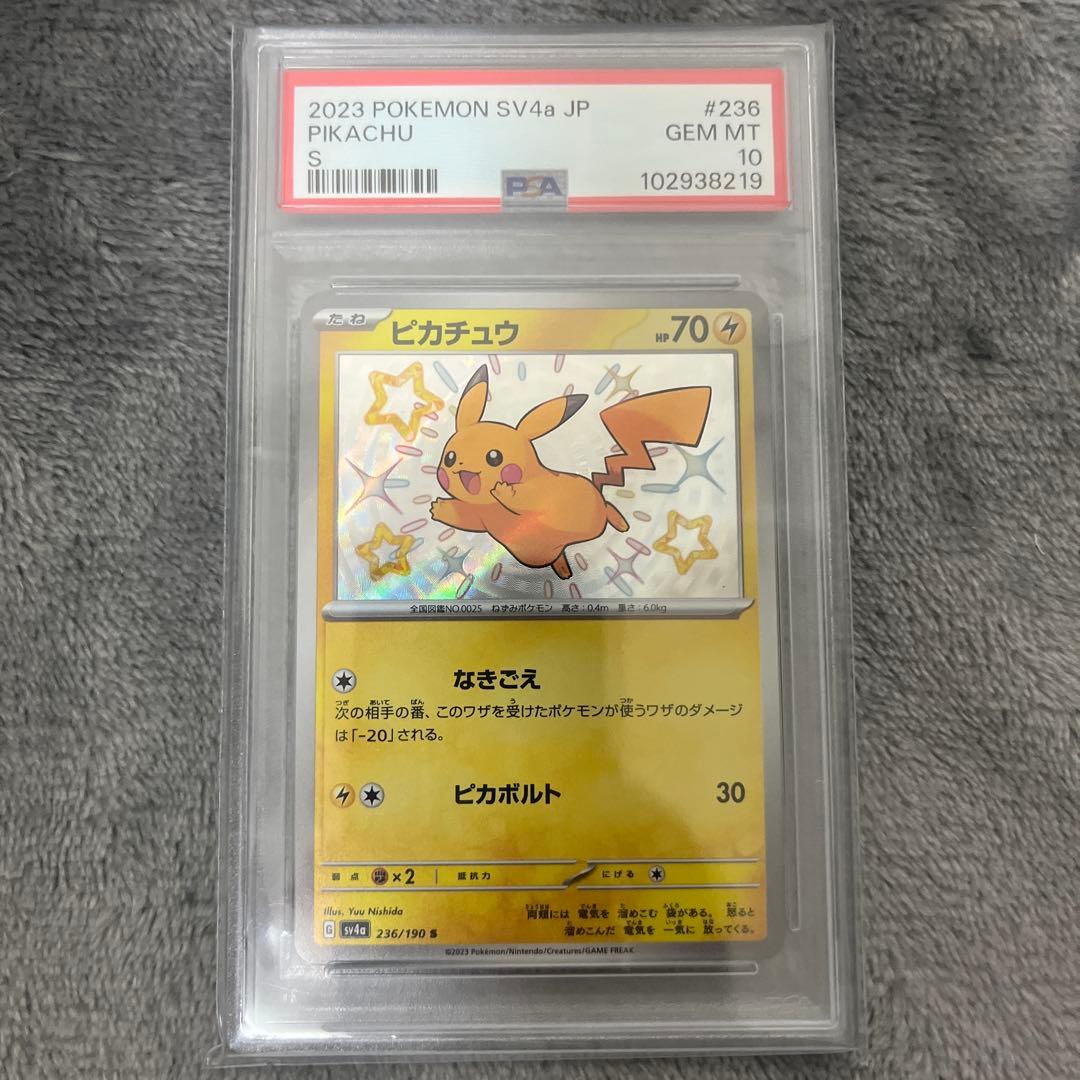 2023 POKEMON SV4a JP #236
PIKACHU GEM MT
S 10
PSA 102938219
たね ピカチュウ HP70
全国図鑑NO.0025 ねずみポケモン 高さ:0.4m 重さ:6.0kg
なきごえ
次の相手の番、このワザを受けたポケモンが使うワザのダメージ
は「-20」される。
ピカボルト 30
弱点 ×2 抵抗力 にげる
Illus. Yuu Nishida
両頬には 電気を 溜めこむ 袋がある。 怒ると
溜めこんだ 電気を 一気に 放ってくる。
G sv4a 236/190 S
©2023 Pokémon/Nintendo/Creatures/GAME FREAK